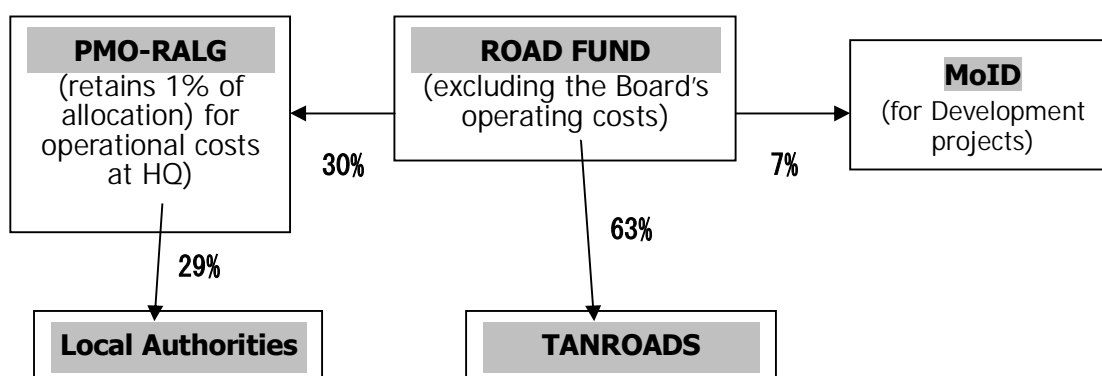 PMO-RALG
(retains 1% of
allocation) for
operational costs
at HQ)
ROAD FUND
(excluding the Board's
operating costs)
MoID
(for Development
projects)
30%
7%
63%
29%
Local Authorities
TANROADS